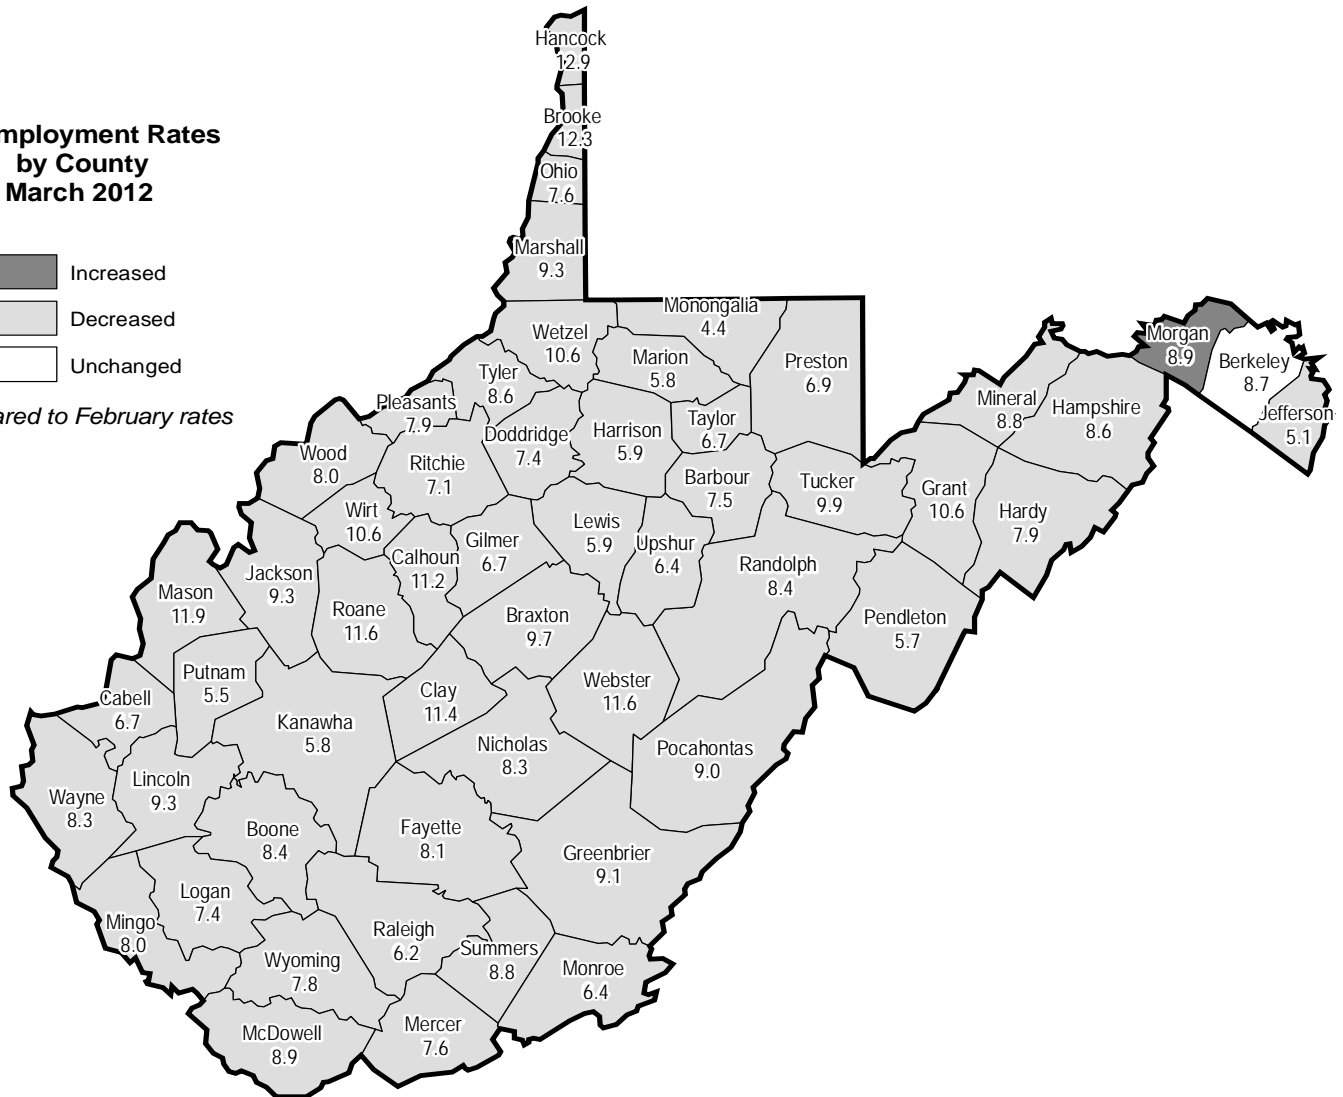 mployment Rates
by County
March 2012
Increased
Decreased
Unchanged
ared to February rates
Hancock
12.9
Brooke
12.3
Ohio
7.6
Marshall
9.3
Wetzel
10.6
Monongalia
4.4
Marion
5.8
Preston
6.9
Tyler
8.6
Pleasants
7.9
Doddridge
7.4
Harrison
5.9
Taylor
6.7
Morgan
8.9
Berkeley
8.7
Jefferson
5.1
Mineral
8.8
Hampshire
8.6
Wood
8.0
Ritchie
7.1
Barbour
7.5
Tucker
9.9
Grant
10.6
Hardy
7.9
Wirt
10.6
Calhoun
11.2
Gilmer
6.7
Lewis
5.9
Upshur
6.4
Randolph
8.4
Pendleton
5.7
Mason
11.9
Jackson
9.3
Roane
11.6
Braxton
9.7
Putnam
5.5
Cabell
6.7
Kanawha
5.8
Clay
11.4
Webster
11.6
Nicholas
8.3
Pocahontas
9.0
Wayne
8.3
Lincoln
9.3
Boone
8.4
Fayette
8.1
Greenbrier
9.1
Logan
7.4
Mingo
8.0
Raleigh
6.2
Summers
8.8
Monroe
6.4
Wyoming
7.8
McDowell
8.9
Mercer
7.6